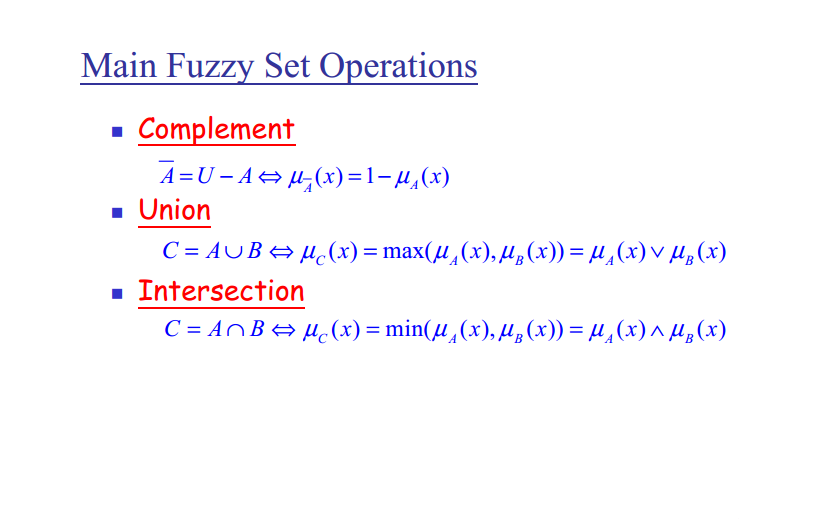 Main Fuzzy Set Operations
▪ Complement
A̅ = U − A ⇔ μ_A̅(x) = 1 − μ_A(x)
▪ Union
C = A ∪ B ⇔ μ_C(x) = max(μ_A(x), μ_B(x)) = μ_A(x) ∨ μ_B(x)
▪ Intersection
C = A ∩ B ⇔ μ_C(x) = min(μ_A(x), μ_B(x)) = μ_A(x) ∧ μ_B(x)